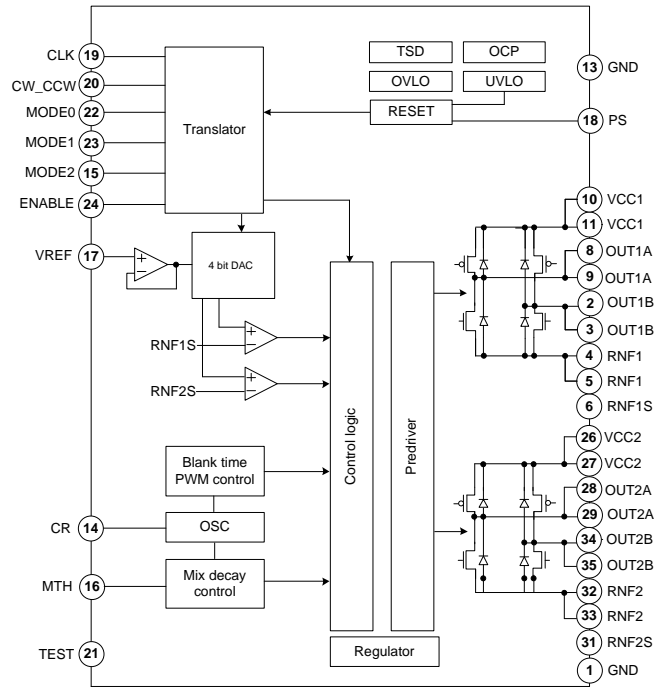 CLK 19
CW_CCW 20
MODE0 22
MODE1 23
MODE2 15
ENABLE 24
VREF 17
CR 14
MTH 16
TEST 21
Translator
4 bit DAC
+
−
RNF1S
+
−
RNF2S
+
−
Blank time
PWM control
OSC
Mix decay
control
TSD
OCP
OVLO
UVLO
RESET
Control logic
Predriver
Regulator
13 GND
18 PS
10 VCC1
11 VCC1
8 OUT1A
9 OUT1A
2 OUT1B
3 OUT1B
4 RNF1
5 RNF1
6 RNF1S
26 VCC2
27 VCC2
28 OUT2A
29 OUT2A
34 OUT2B
35 OUT2B
32 RNF2
33 RNF2
31 RNF2S
1 GND